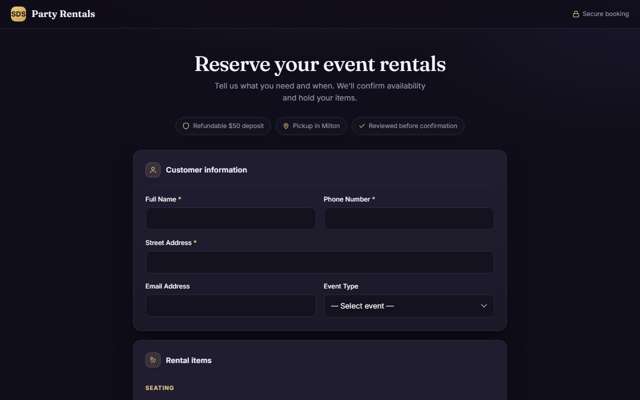 SDS Party Rentals
Secure booking
Reserve your event rentals
Tell us what you need and when. We'll confirm availability
and hold your items.
Refundable $50 deposit
Pickup in Milton
Reviewed before confirmation
Customer information
Full Name *
Phone Number *
Street Address *
Email Address
Event Type
— Select event —
Rental items
SEATING